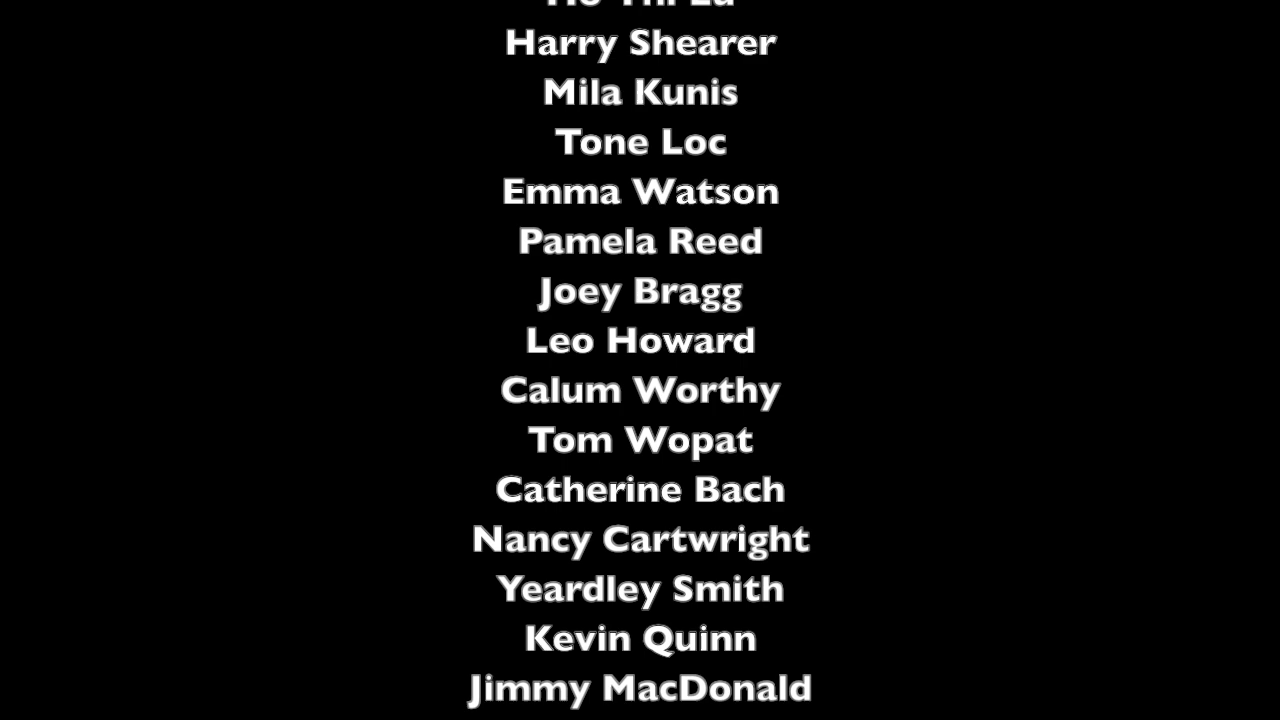 Harry Shearer
Mila Kunis
Tone Loc
Emma Watson
Pamela Reed
Joey Bragg
Leo Howard
Calum Worthy
Tom Wopat
Catherine Bach
Nancy Cartwright
Yeardley Smith
Kevin Quinn
Jimmy MacDonald